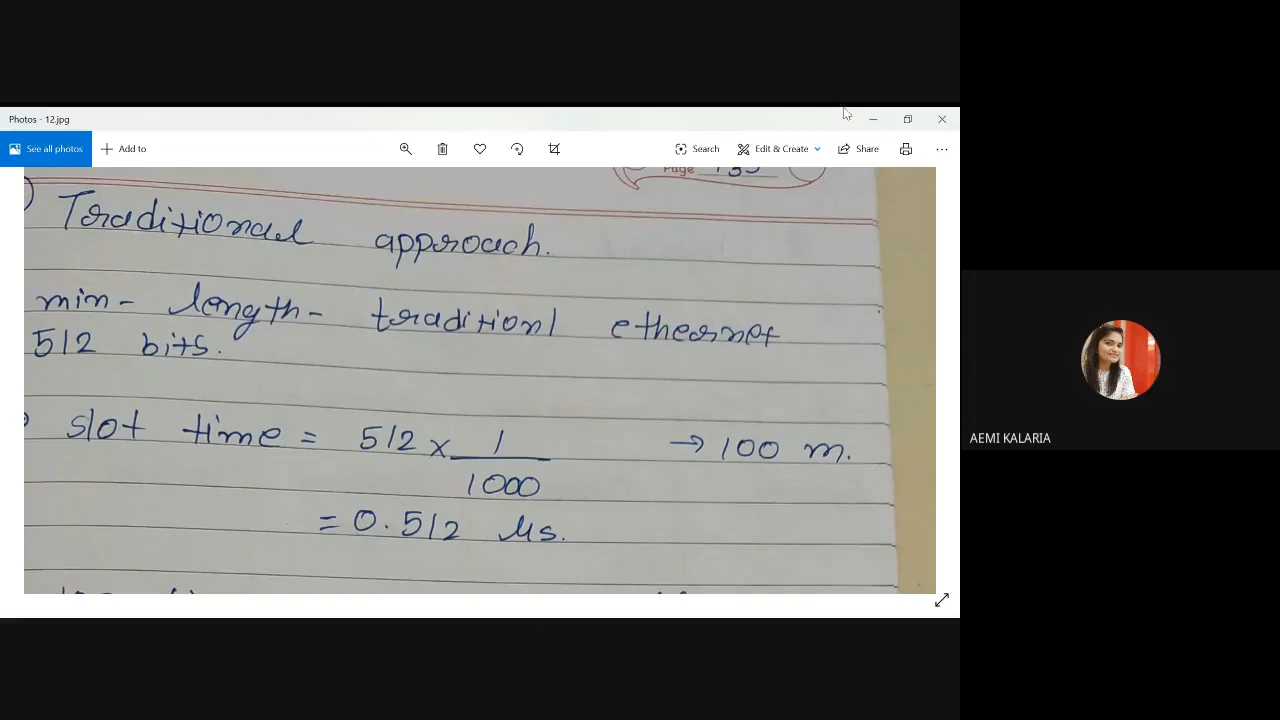 Photos - 12.jpg
See all photos
Add to
Search
Edit & Create
Share
Page
Traditional approach.
min- length- traditionl ethernet
512 bits.
slot time = 512 × 1/1000 → 100 m.
= 0.512 µs.
AEMI KALARIA